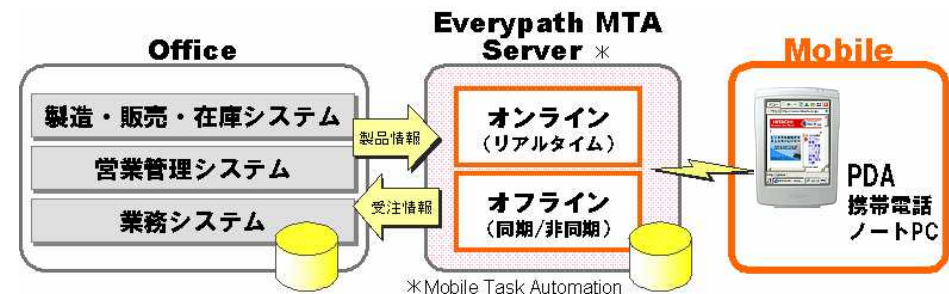 Office
製造・販売・在庫システム
営業管理システム
業務システム
製品情報
受注情報
Everypath MTA
Server ＊
オンライン
（リアルタイム）
オフライン
（同期/非同期）
＊Mobile Task Automation
Mobile
HITACHI
PDA
携帯電話
ノートPC